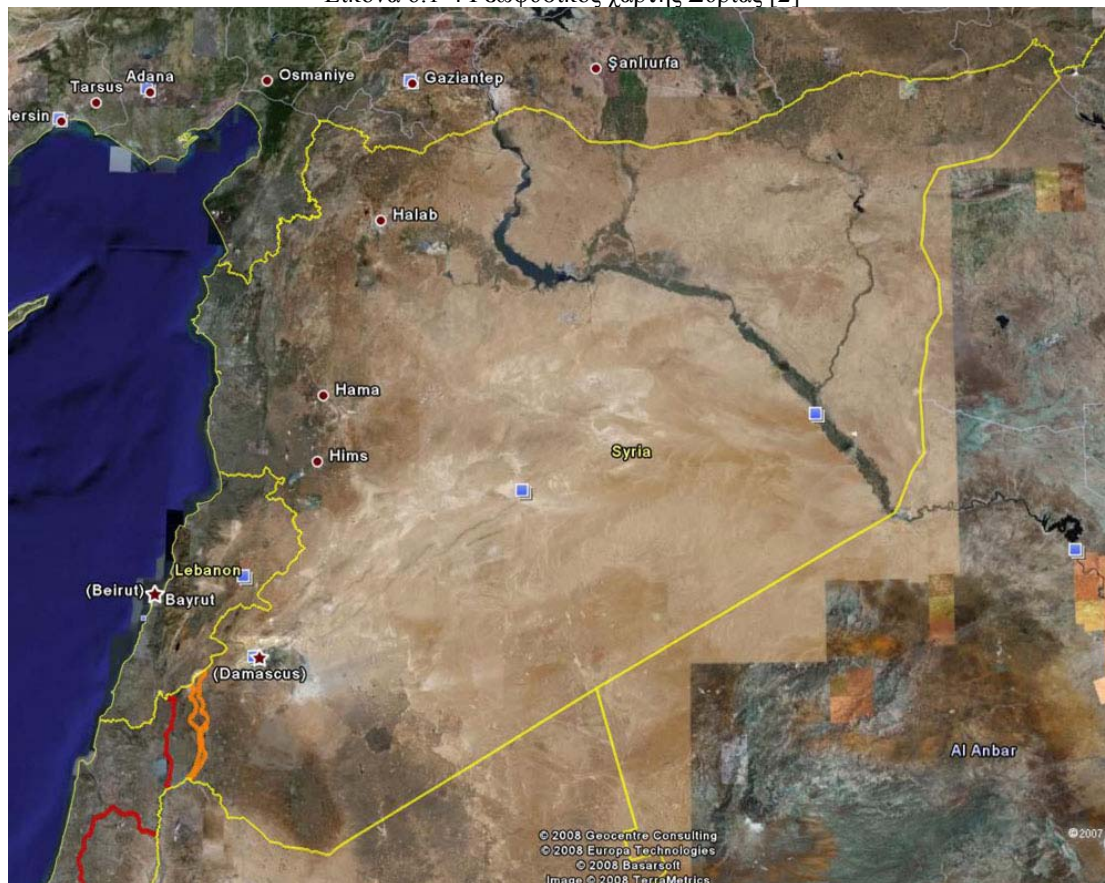 Şanlıurfa
Adana
Osmaniye
Gaziantep
Tarsus
tersin
Halab
Hama
Hims
Syria
Lebanon
(Beirut)
Bayrut
(Damascus)
Al Anbar
© 2008 Geocentre Consulting
© 2008 Europa Technologies
© 2008 Basarsoft
Image © 2008 TerraMetrics
©2007